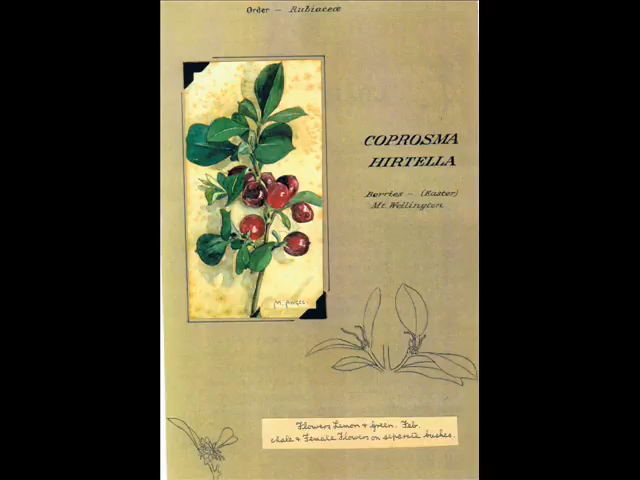 Order - Rubiaceæ
COPROSMA
HIRTELLA
Berries - (Easter)
Mt. Wellington
Flowers Lemon + green. Feb.
Male + Female Flowers on separate bushes.